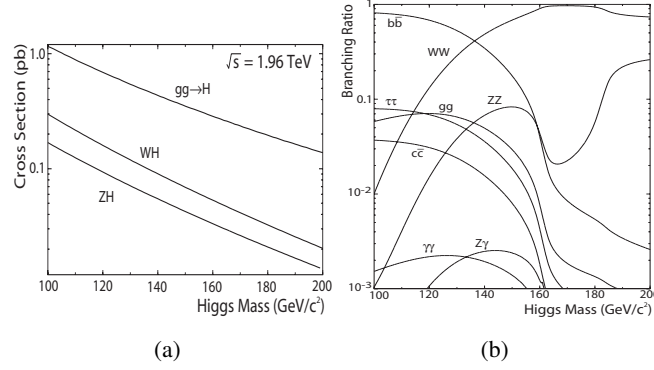 Cross Section (pb)
1.0
0.1
√s = 1.96 TeV
gg→H
WH
ZH
100 120 140 160 180 200
Higgs Mass (GeV/c²)
(a)
Branching Ratio
1
0.1
10⁻²
10⁻³
bb̄
WW
ττ
gg
ZZ
cc̄
γγ
Zγ
100 120 140 160 180 200
Higgs Mass (GeV/c²)
(b)